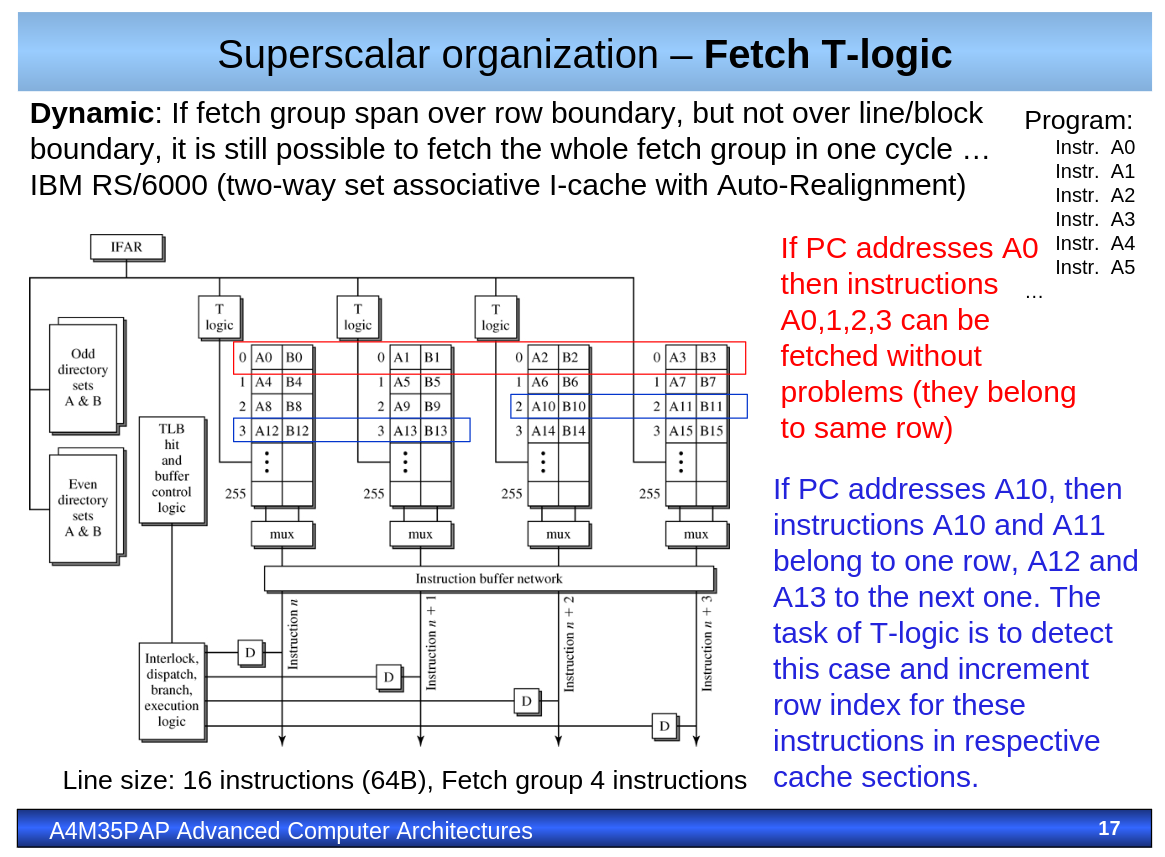 Superscalar organization – Fetch T-logic
Dynamic: If fetch group span over row boundary, but not over line/block
boundary, it is still possible to fetch the whole fetch group in one cycle …
IBM RS/6000 (two-way set associative I-cache with Auto-Realignment)
Program:
Instr. A0
Instr. A1
Instr. A2
Instr. A3
Instr. A4
Instr. A5
...
If PC addresses A0
then instructions
A0,1,2,3 can be
fetched without
problems (they belong
to same row)
If PC addresses A10, then
instructions A10 and A11
belong to one row, A12 and
A13 to the next one. The
task of T-logic is to detect
this case and increment
row index for these
instructions in respective
cache sections.
IFAR
T
logic
T
logic
T
logic
Odd
directory
sets
A & B
Even
directory
sets
A & B
TLB
hit
and
buffer
control
logic
0 A0 B0 0 A1 B1 0 A2 B2 0 A3 B3
1 A4 B4 1 A5 B5 1 A6 B6 1 A7 B7
2 A8 B8 2 A9 B9 2 A10 B10 2 A11 B11
3 A12 B12 3 A13 B13 3 A14 B14 3 A15 B15
255 255 255 255
mux mux mux mux
Instruction buffer network
Instruction n
Instruction n + 1
Instruction n + 2
Instruction n + 3
Interlock,
dispatch,
branch,
execution
logic
D
D
D
D
Line size: 16 instructions (64B), Fetch group 4 instructions
A4M35PAP Advanced Computer Architectures
17